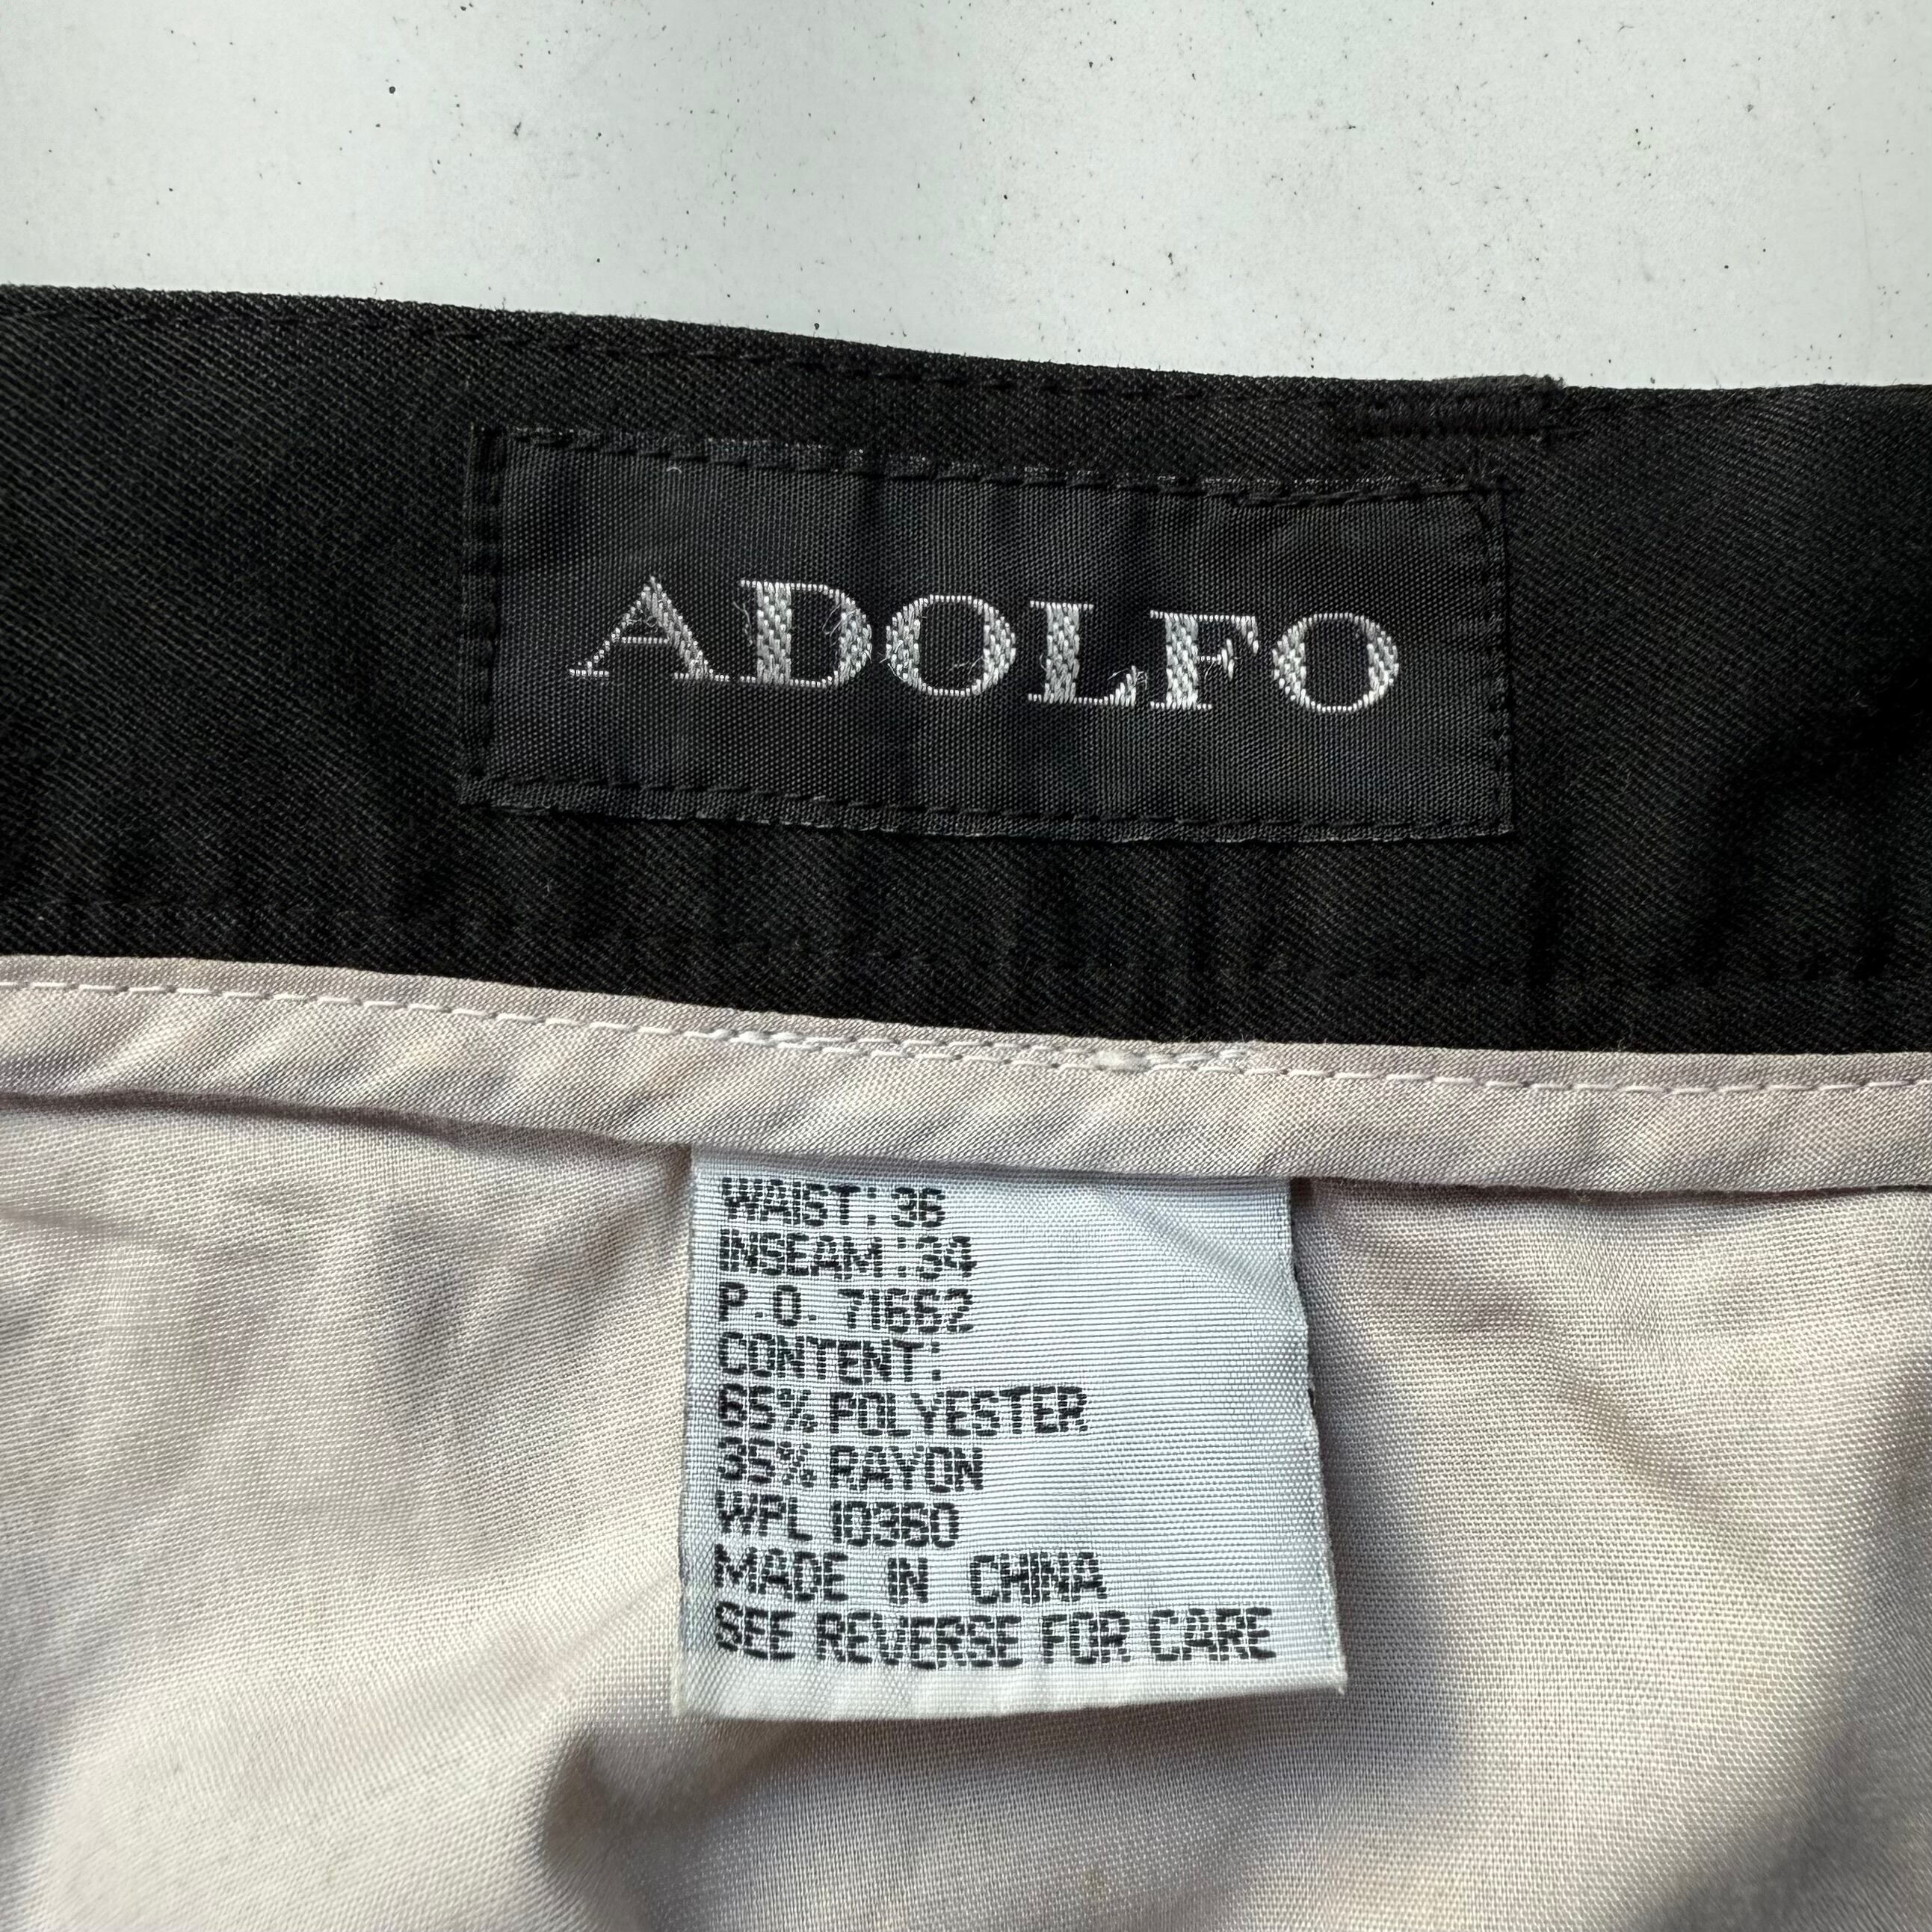 ADOLFO
WAIST: 36
INSEAM:34
P.O. 71662
CONTENT:
65% POLYESTER
35% RAYON
WPL 10360
MADE IN CHINA
SEE REVERSE FOR CARE